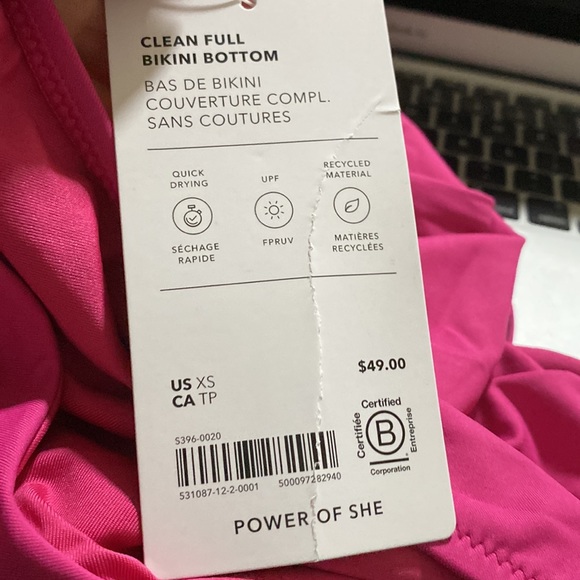 CLEAN FULL
BIKINI BOTTOM
BAS DE BIKINI
COUVERTURE COMPL.
SANS COUTURES
QUICK
DRYING
UPF
RECYCLED
MATERIAL
SÉCHAGE
RAPIDE
FPRUV
MATIÈRES
RECYCLÉES
US XS
CA TP
$49.00
S396-0020
531087-12-2-0001 500097282940
Certified
Certifiée
B
Entreprise
Corporation
POWER OF SHE